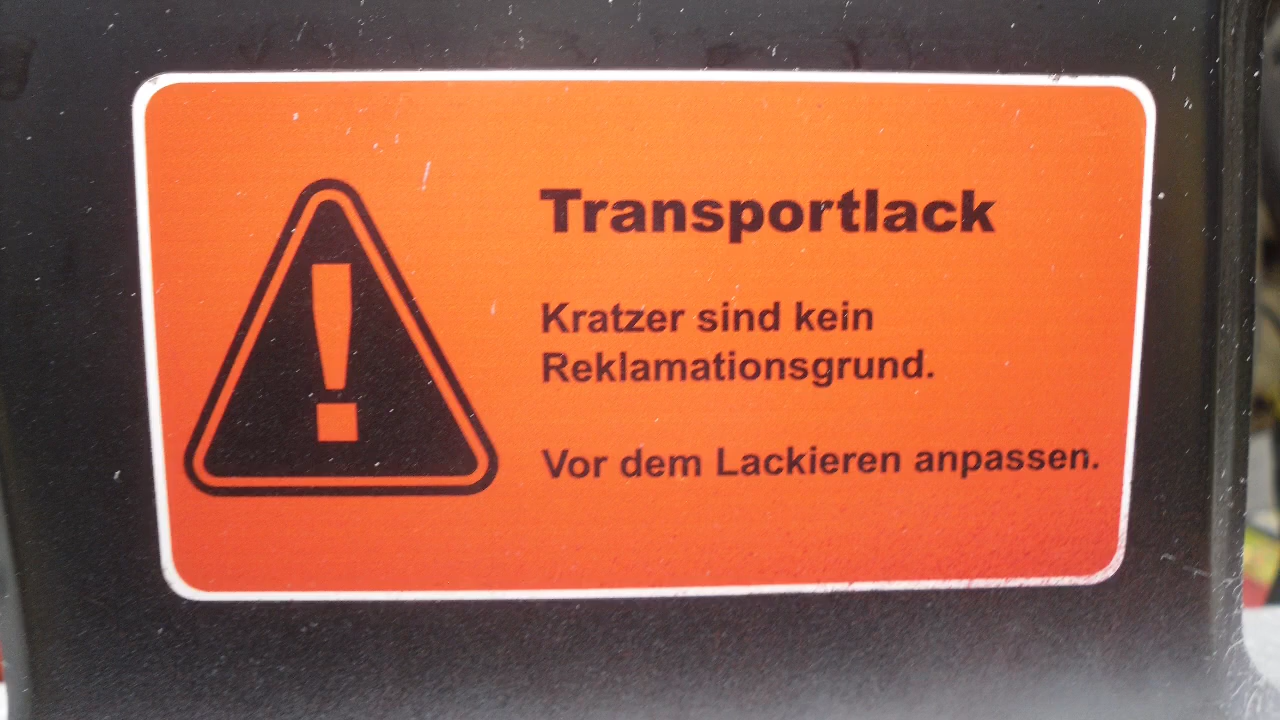 Transportlack
Kratzer sind kein
Reklamationsgrund.
Vor dem Lackieren anpassen.